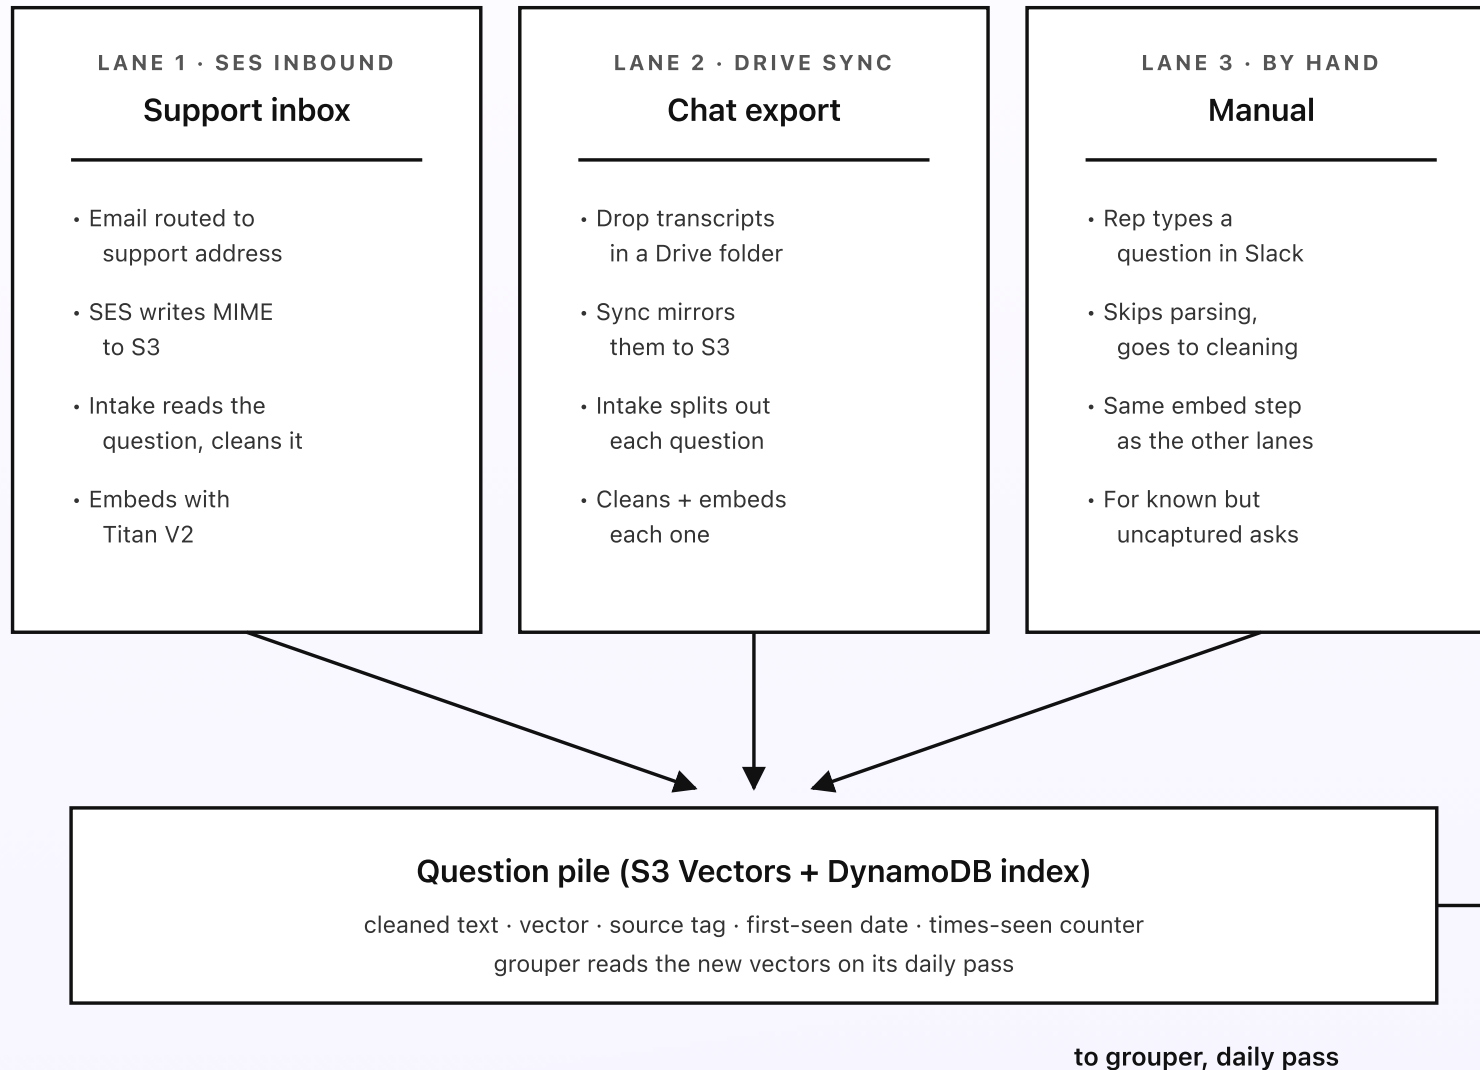 LANE 1 · SES INBOUND
Support inbox
• Email routed to
support address
• SES writes MIME
to S3
• Intake reads the
question, cleans it
• Embeds with
Titan V2
LANE 2 · DRIVE SYNC
Chat export
• Drop transcripts
in a Drive folder
• Sync mirrors
them to S3
• Intake splits out
each question
• Cleans + embeds
each one
LANE 3 · BY HAND
Manual
• Rep types a
question in Slack
• Skips parsing,
goes to cleaning
• Same embed step
as the other lanes
• For known but
uncaptured asks
Question pile (S3 Vectors + DynamoDB index)
cleaned text · vector · source tag · first-seen date · times-seen counter
grouper reads the new vectors on its daily pass
to grouper, daily pass